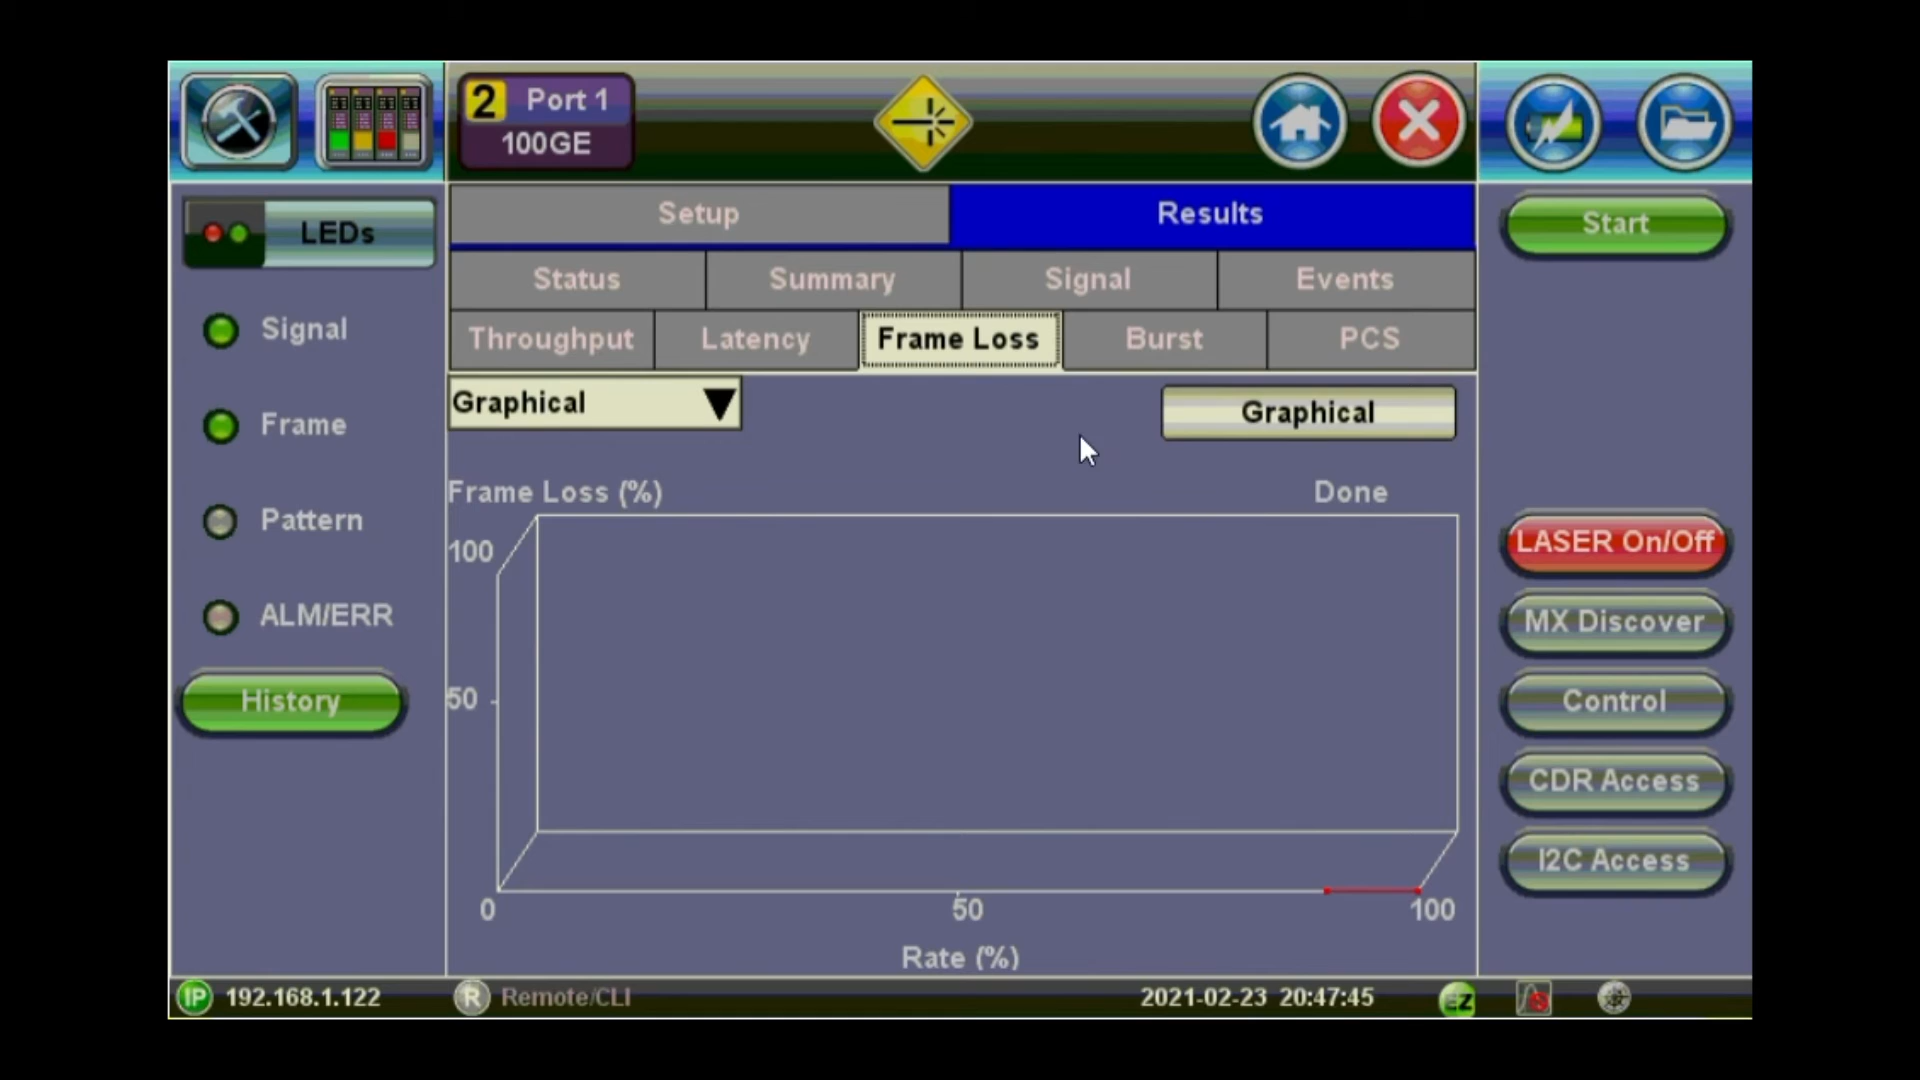 2 Port 1
100GE
LEDs
Setup Results
Start
Status Summary Signal Events
Throughput Latency Frame Loss Burst PCS
Signal
Frame
Pattern
ALM/ERR
History
Graphical Graphical
Frame Loss (%) Done
100
50
0 50 100
Rate (%)
LASER On/Off
MX Discover
Control
CDR Access
I2C Access
IP 192.168.1.122 R Remote/CLI 2021-02-23 20:47:45 EZ